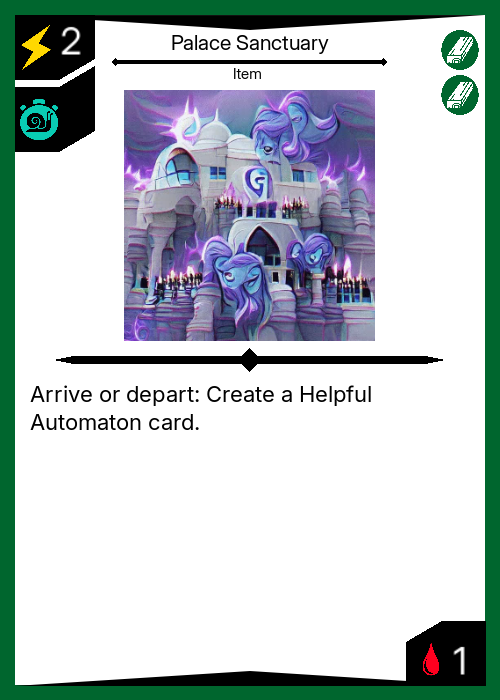 2
Palace Sanctuary
Item
G
Arrive or depart: Create a Helpful
Automaton card.
1